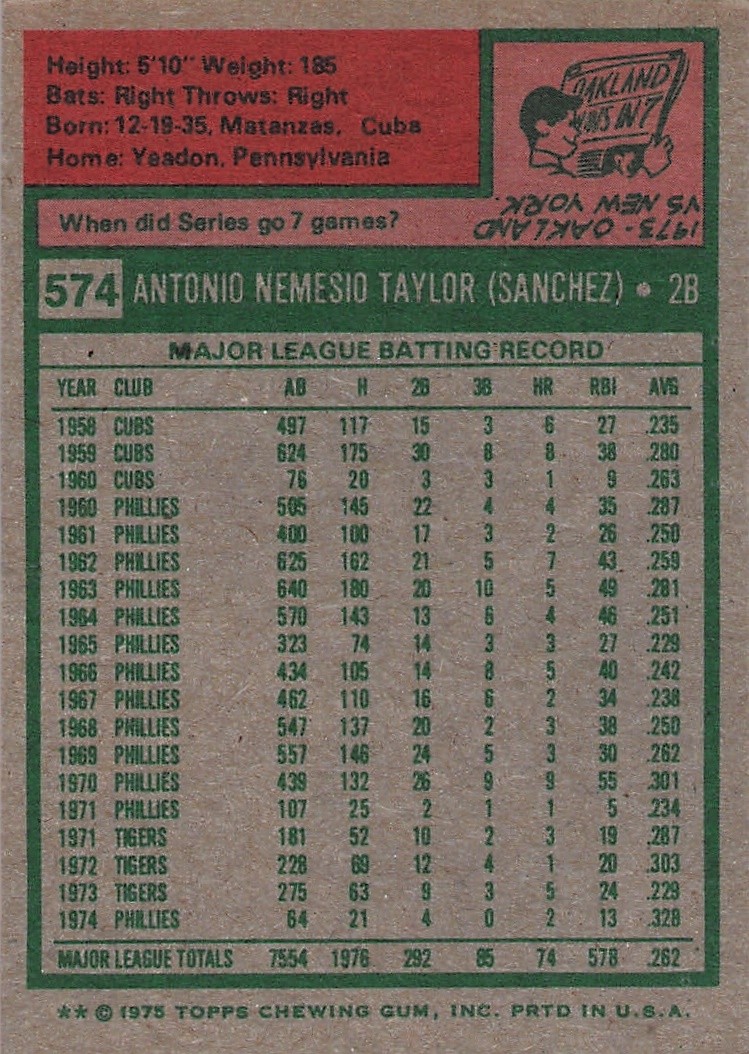 Height: 5'10" Weight: 185
Bats: Right Throws: Right
Born: 12-19-35, Matanzas, Cuba
Home: Yeadon, Pennsylvania
OAKLAND
WINS IN 7
When did Series go 7 games?
1973 - OAKLAND
VS NEW YORK.
574 ANTONIO NEMESIO TAYLOR (SANCHEZ) • 2B
MAJOR LEAGUE BATTING RECORD
YEAR CLUB AB H 2B 3B HR RBI AVG
1958 CUBS 497 117 15 3 6 27 .235
1959 CUBS 624 175 30 8 8 38 .280
1960 CUBS 76 20 3 3 1 9 .263
1960 PHILLIES 505 145 22 4 4 35 .287
1961 PHILLIES 400 100 17 3 2 26 .250
1962 PHILLIES 625 162 21 5 7 43 .259
1963 PHILLIES 640 180 20 10 5 49 .281
1964 PHILLIES 570 143 13 6 4 46 .251
1965 PHILLIES 323 74 14 3 3 27 .229
1966 PHILLIES 434 105 14 8 5 40 .242
1967 PHILLIES 462 110 16 6 2 34 .238
1968 PHILLIES 547 137 20 2 3 38 .250
1969 PHILLIES 557 146 24 5 3 30 .262
1970 PHILLIES 439 132 26 9 9 55 .301
1971 PHILLIES 107 25 2 1 1 5 .234
1971 TIGERS 181 52 10 2 3 19 .287
1972 TIGERS 228 69 12 4 1 20 .303
1973 TIGERS 275 63 9 3 5 24 .229
1974 PHILLIES 64 21 4 0 2 13 .328
MAJOR LEAGUE TOTALS 7554 1976 292 85 74 578 .262
** © 1975 TOPPS CHEWING GUM, INC. PRTD IN U.S.A.